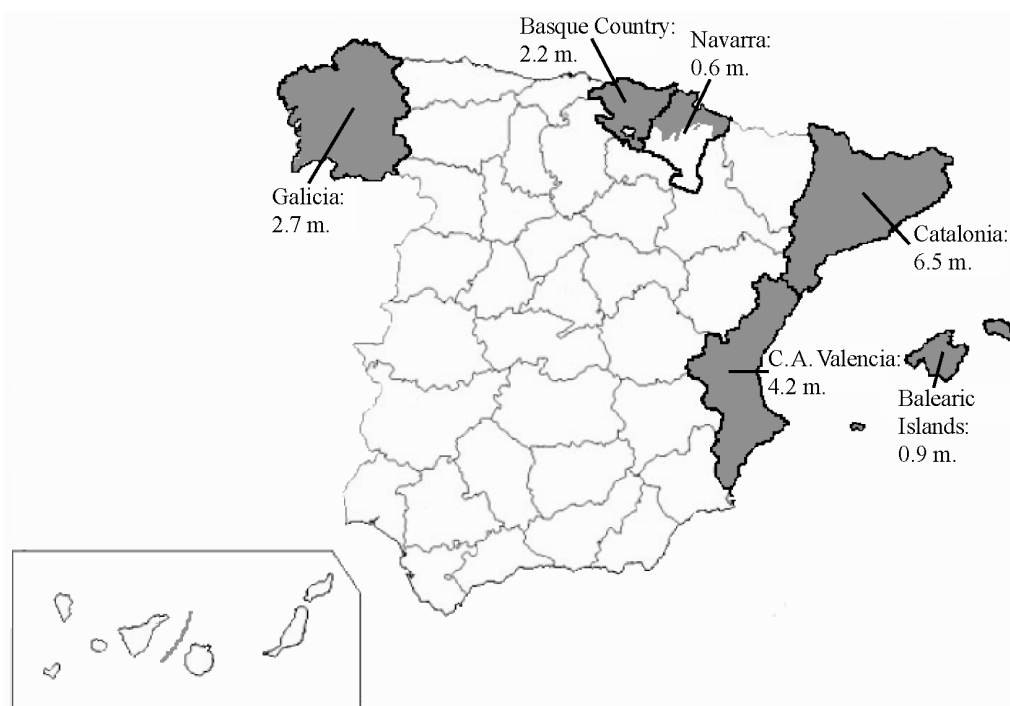 Basque Country:
2.2 m.
Navarra:
0.6 m.
Galicia:
2.7 m.
Catalonia:
6.5 m.
C.A. Valencia:
4.2 m.
Balearic
Islands:
0.9 m.